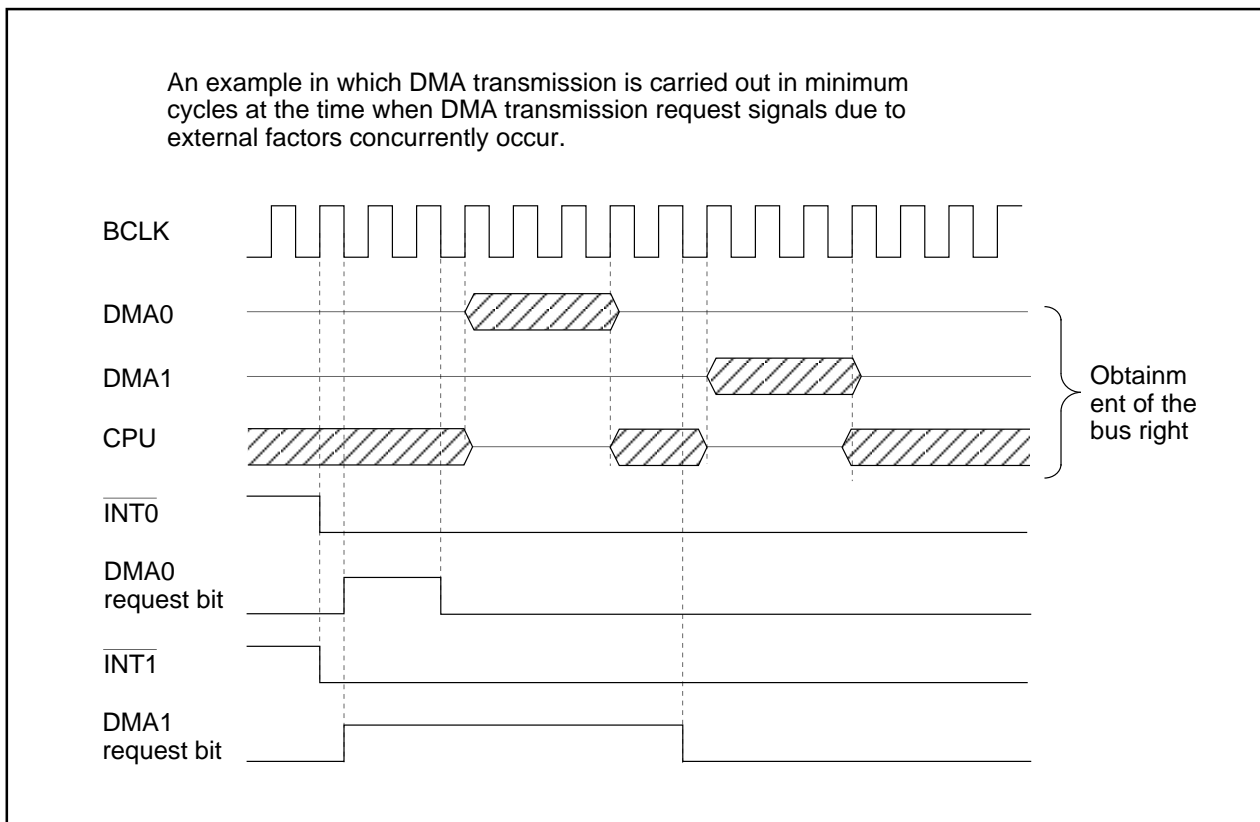 An example in which DMA transmission is carried out in minimum
cycles at the time when DMA transmission request signals due to
external factors concurrently occur.
BCLK
DMA0
DMA1
CPU
Obtainm
ent of the
bus right
INT0
DMA0
request bit
INT1
DMA1
request bit